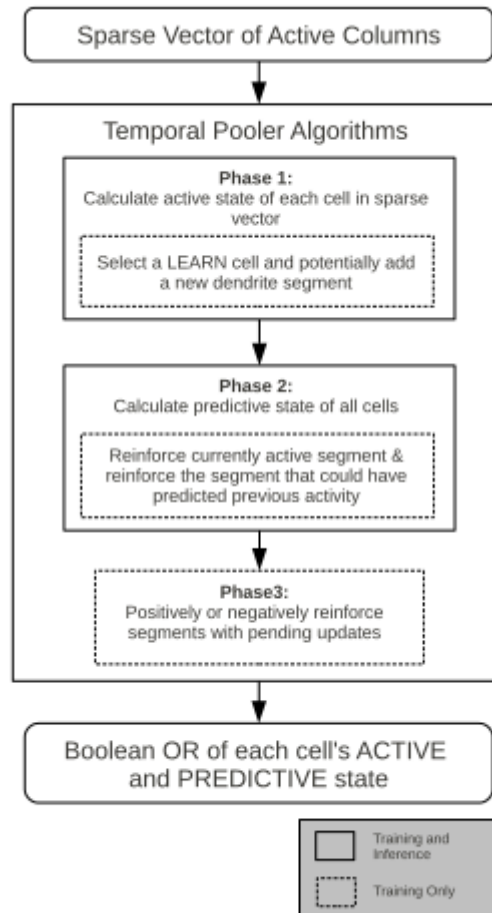 Sparse Vector of Active Columns
Temporal Pooler Algorithms
Phase 1:
Calculate active state of each cell in sparse
vector
Select a LEARN cell and potentially add
a new dendrite segment
Phase 2:
Calculate predictive state of all cells
Reinforce currently active segment &
reinforce the segment that could have
predicted previous activity
Phase3:
Positively or negatively reinforce
segments with pending updates
Boolean OR of each cell's ACTIVE
and PREDICTIVE state
Training and
Inference
Training Only